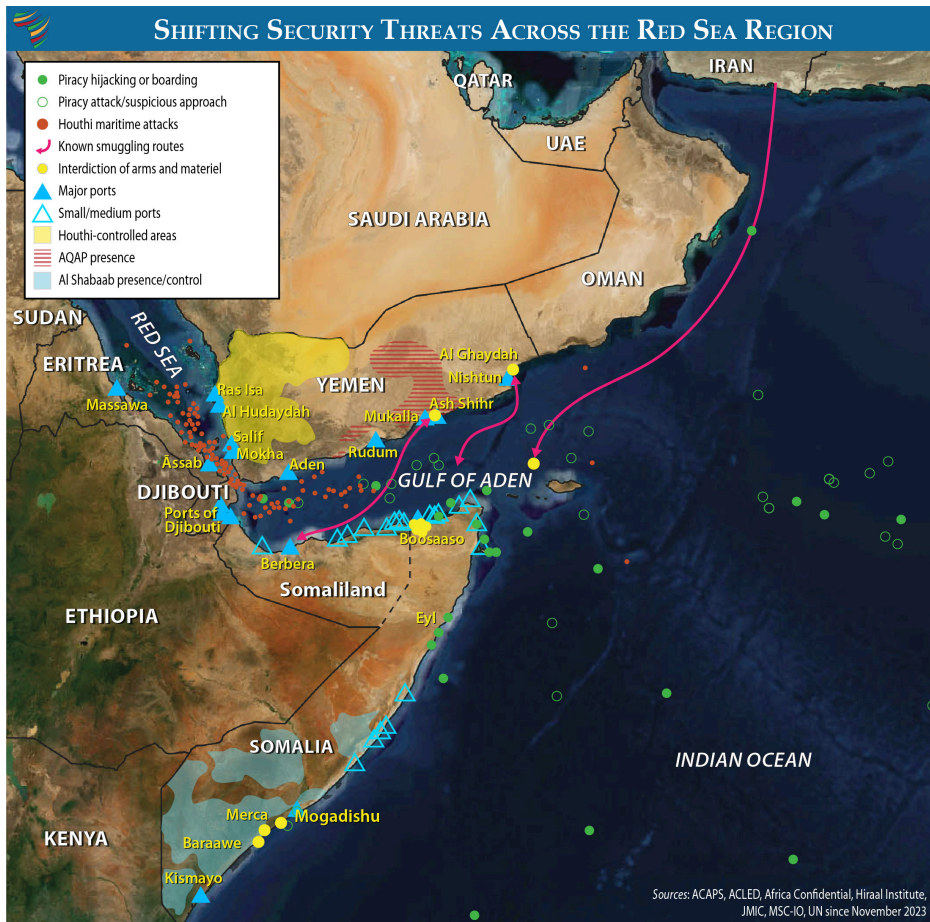 SHIFTING SECURITY THREATS ACROSS THE RED SEA REGION
Piracy hijacking or boarding
Piracy attack/suspicious approach
Houthi maritime attacks
Known smuggling routes
Interdiction of arms and materiel
Major ports
Small/medium ports
Houthi-controlled areas
AQAP presence
Al Shabaab presence/control
IRAN
QATAR
UAE
SAUDI ARABIA
OMAN
SUDAN
RED SEA
ERITREA
Massawa
Ras Isa
Al Hudaydah
YEMEN
Al Ghaydah
Nishtun
Ash Shihr
Mukalla
Salif
Mokha
Rudum
Assab
Aden
GULF OF ADEN
DJIBOUTI
Ports of
Djibouti
Boosaaso
Berbera
Somaliland
ETHIOPIA
Eyl
SOMALIA
INDIAN OCEAN
Merca
Mogadishu
KENYA
Baraawe
Kismayo
Sources: ACAPS, ACLED, Africa Confidential, Hiraal Institute,
JMIC, MSC-IO, UN since November 2023